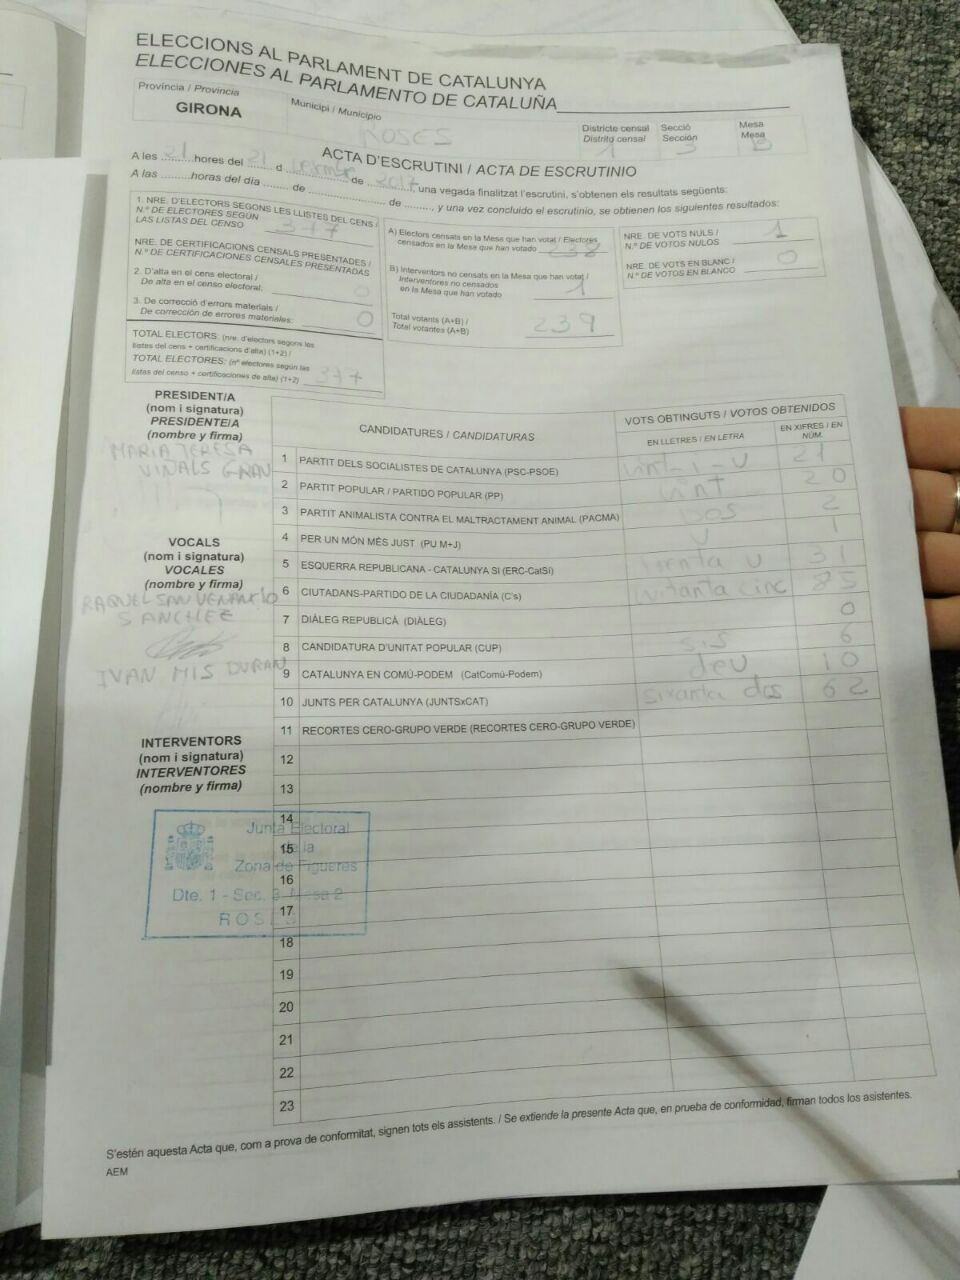 ELECCIONS AL PARLAMENT DE CATALUNYA
ELECCIONES AL PARLAMENTO DE CATALUÑA
Província / Provincia
GIRONA
Municipi / Municipio
ROSES
Districte censal
Distrito censal
1
Secció
Sección
3
Mesa
Mesa
B
ACTA D'ESCRUTINI / ACTA DE ESCRUTINIO
A les 21 hores del 21 d de 2017, una vegada finalitzat l'escrutini, s'obtenen els resultats següents:
A las .........horas del día ....... de ............................ de ........, y una vez concluido el escrutinio, se obtienen los siguientes resultados:
1. NRE. D'ELECTORS SEGONS LES LLISTES DEL CENS /
N.º DE ELECTORES SEGÚN
LAS LISTAS DEL CENSO 377
NRE. DE CERTIFICACIONS CENSALS PRESENTADES /
N.º DE CERTIFICACIONES CENSALES PRESENTADAS
2. D'alta en el cens electoral /
De alta en el censo electoral: 0
3. De correcció d'errors materials /
De corrección de errores materiales: 0
TOTAL ELECTORS: (nre. d'electors segons les
llistes del cens + certificacions d'alta) (1+2) /
TOTAL ELECTORES: (nº electores según las
listas del censo + certificaciones de alta) (1+2) 377
A) Electors censats en la Mesa que han votat / Electores
censados en la Mesa que han votado 238
B) Interventors no censats en la Mesa que han votat /
Interventores no censados
en la Mesa que han votado 1
Total votants (A+B) /
Total votantes (A+B) 239
NRE. DE VOTS NULS /
N.º DE VOTOS NULOS 1
NRE. DE VOTS EN BLANC /
N.º DE VOTOS EN BLANCO 0
PRESIDENT/A
(nom i signatura)
PRESIDENTE/A
(nombre y firma)
MARIA TERESA
VINALS GRAU
VOCALS
(nom i signatura)
VOCALES
(nombre y firma)
RAQUEL SAN VENANCIO
SANCHEZ
IVAN MIS DURAN
INTERVENTORS
(nom i signatura)
INTERVENTORES
(nombre y firma)
CANDIDATURES / CANDIDATURAS
VOTS OBTINGUTS / VOTOS OBTENIDOS
EN LLETRES / EN LETRA
EN XIFRES / EN
NÚM.
1 PARTIT DELS SOCIALISTES DE CATALUNYA (PSC-PSOE) vint-i-u 21
2 PARTIT POPULAR / PARTIDO POPULAR (PP) vint 20
3 PARTIT ANIMALISTA CONTRA EL MALTRACTAMENT ANIMAL (PACMA) DOS 2
4 PER UN MÓN MÉS JUST (PU M+J) U 1
5 ESQUERRA REPUBLICANA - CATALUNYA SI (ERC-CatSí) trenta u 31
6 CIUTADANS-PARTIDO DE LA CIUDADANÍA (C's) vuitanta cinc 85
7 DIÀLEG REPUBLICÀ (DIÀLEG) 0
8 CANDIDATURA D'UNITAT POPULAR (CUP) sis 6
9 CATALUNYA EN COMÚ-PODEM (CatComú-Podem) deu 10
10 JUNTS PER CATALUNYA (JUNTSxCAT) sixanta dos 62
11 RECORTES CERO-GRUPO VERDE (RECORTES CERO-GRUPO VERDE)
12
13
14
15
16
17
18
19
20
21
22
23
Junta Electoral
de la
Zona de Figueres
Dte. 1 - Sec. 3 Mesa 2
ROSES
S'estén aquesta Acta que, com a prova de conformitat, signen tots els assistents. / Se extiende la presente Acta que, en prueba de conformidad, firman todos los asistentes.
AEM